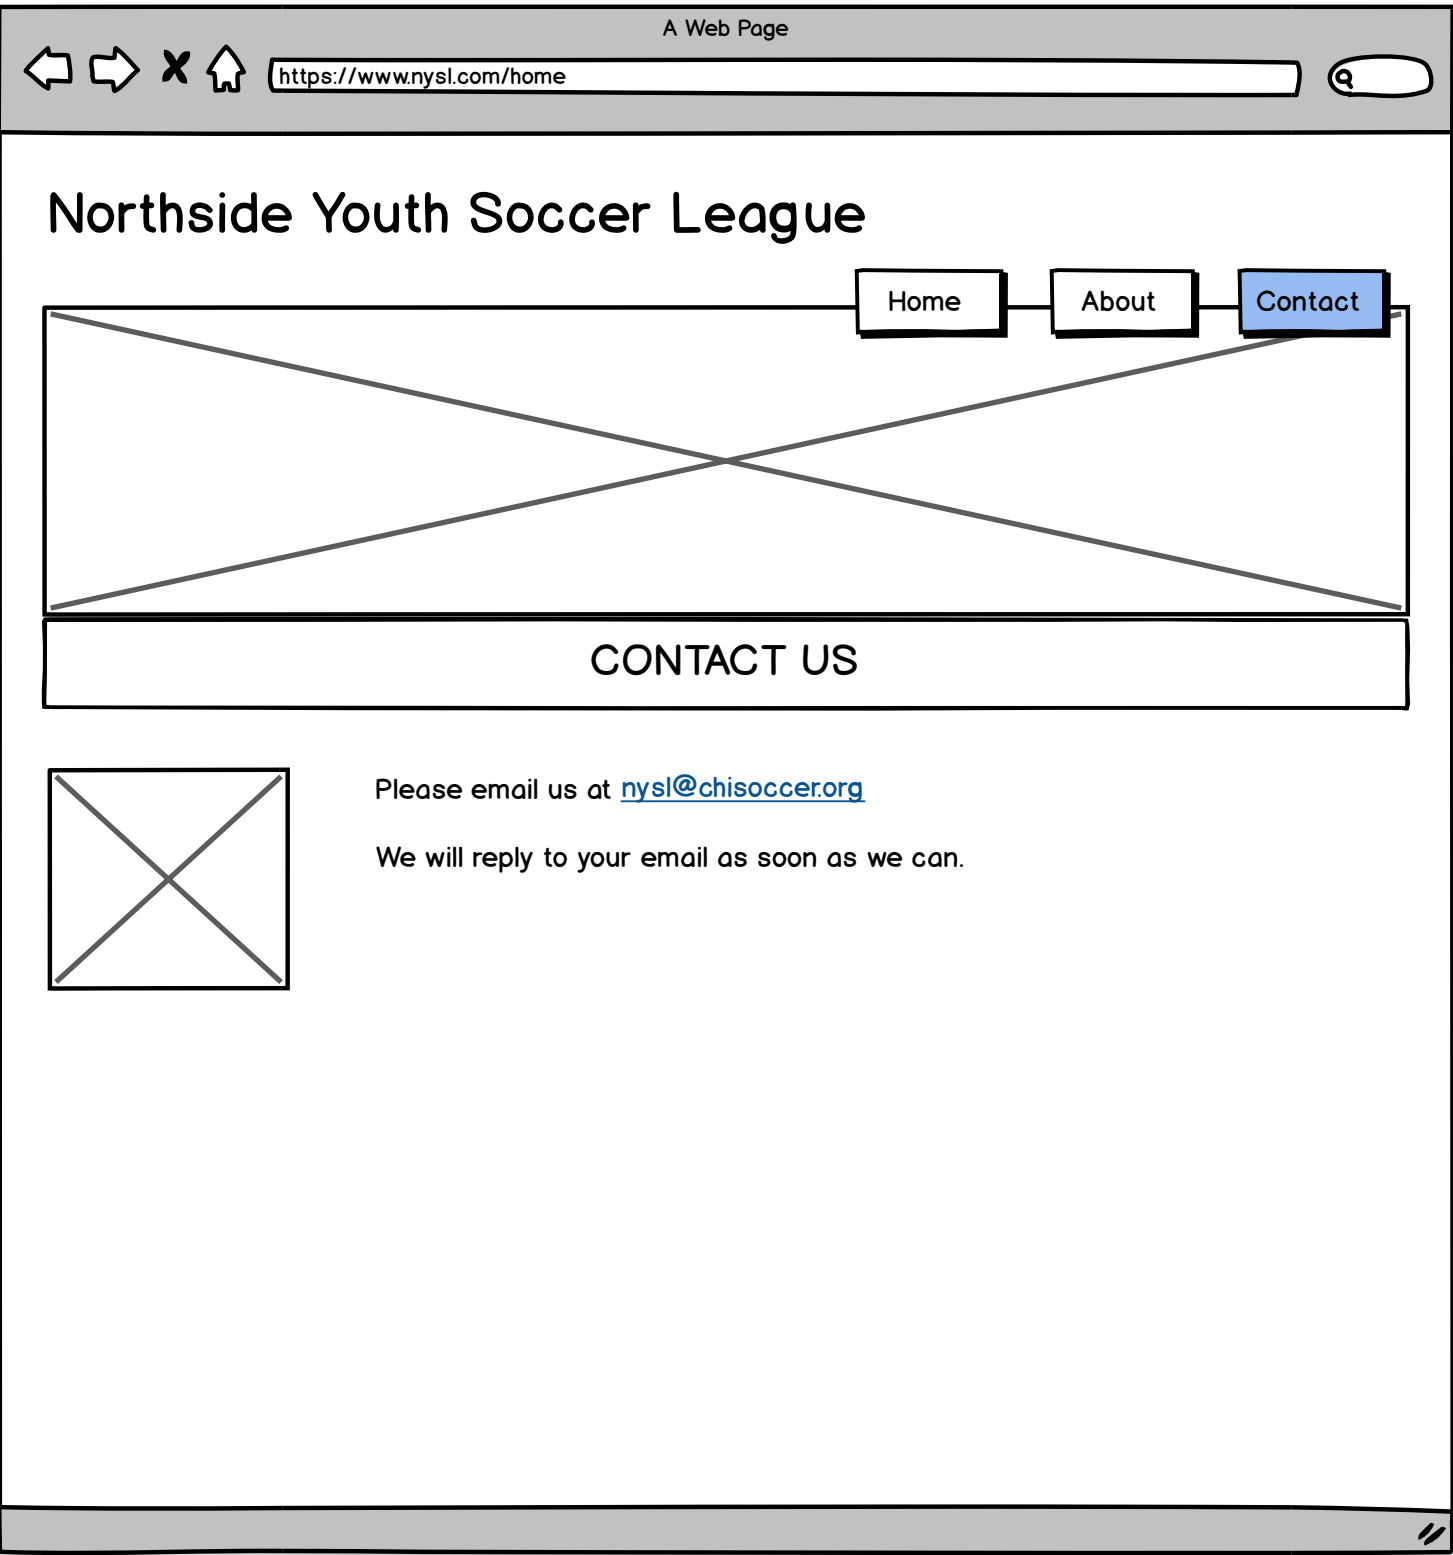 A Web Page
https://www.nysl.com/home
Northside Youth Soccer League
Home
About
Contact
CONTACT US
Please email us at nysl@chisoccer.org
We will reply to your email as soon as we can.